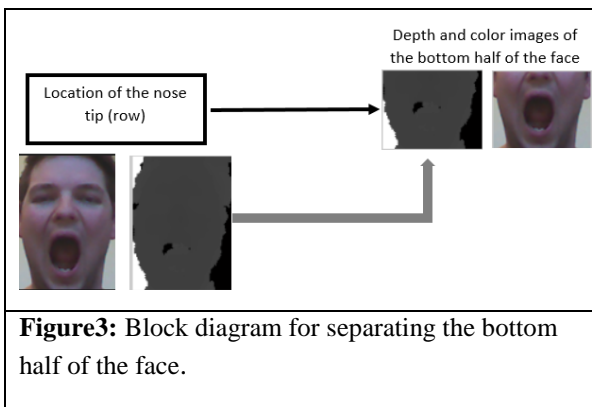 Depth and color images of
the bottom half of the face
Location of the nose
tip (row)
Figure3: Block diagram for separating the bottom
half of the face.